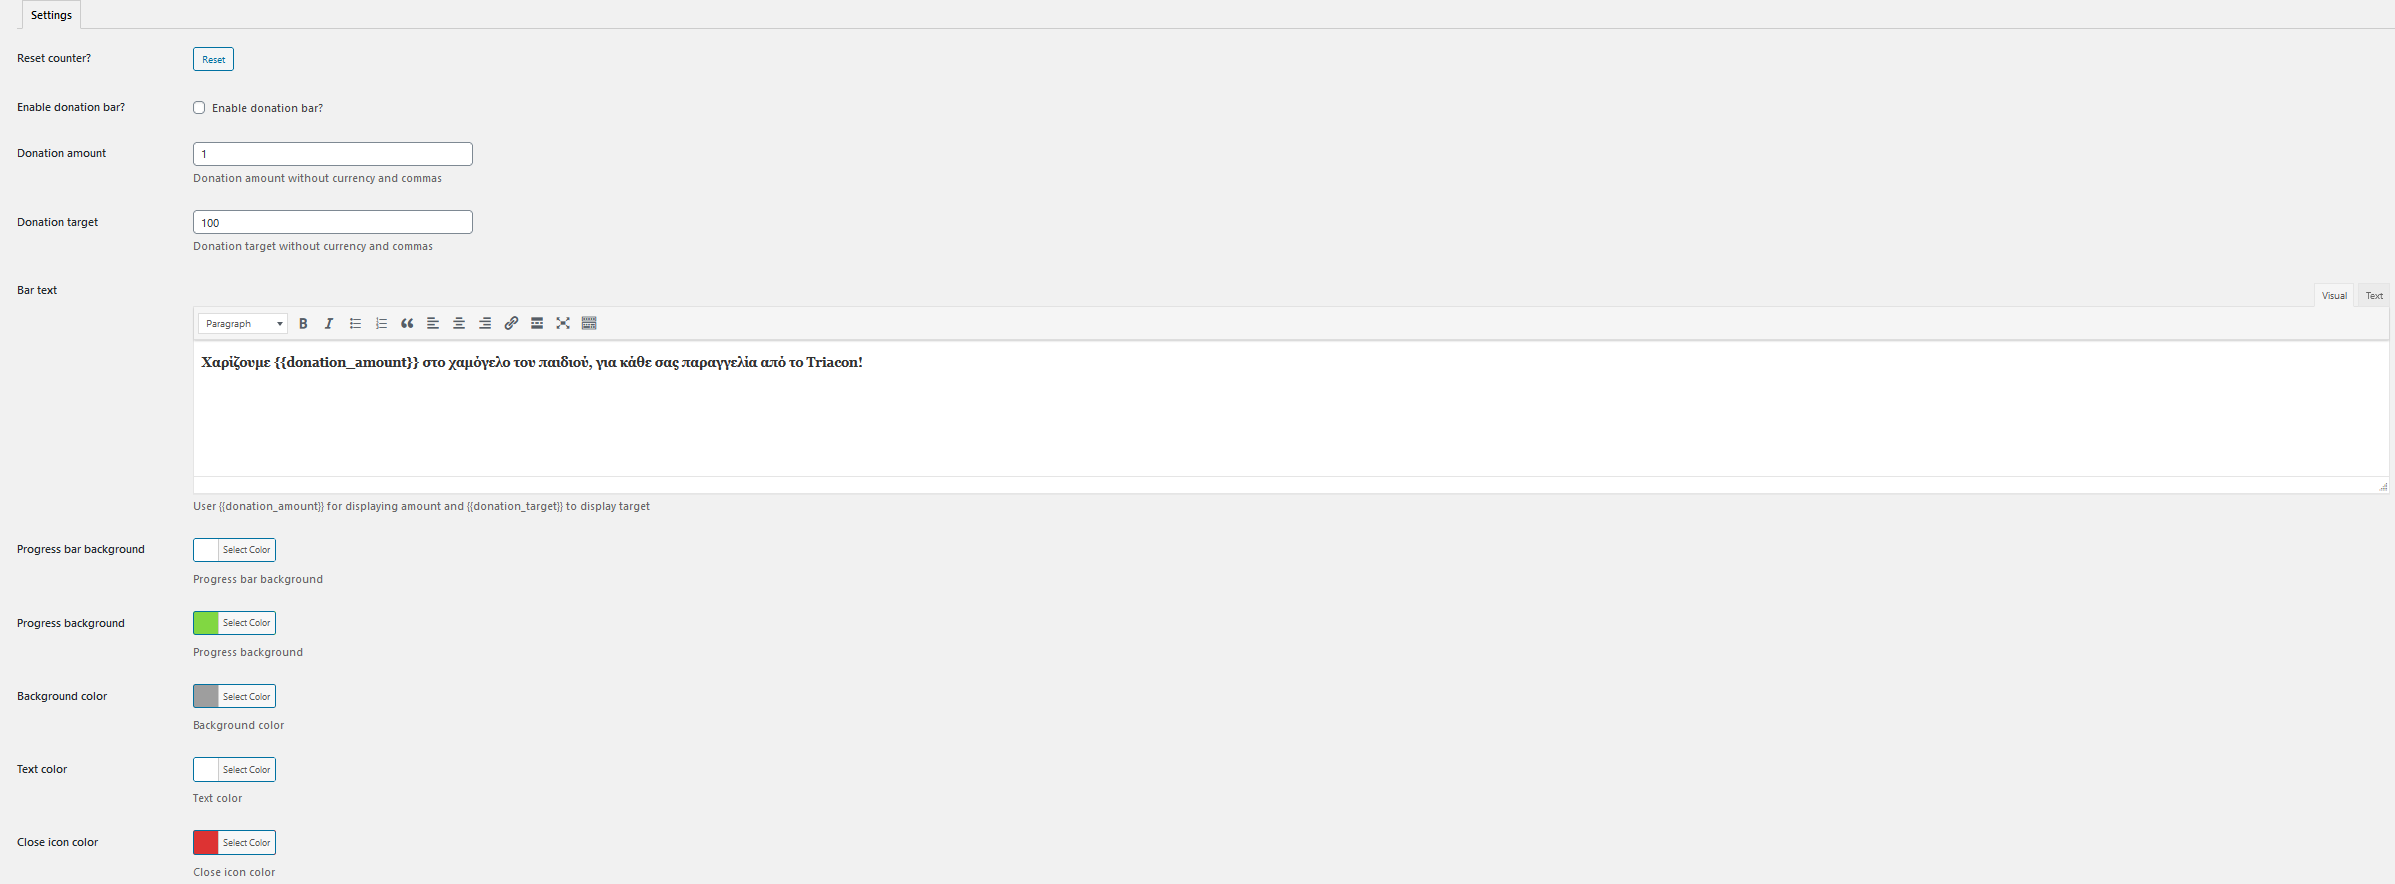 Settings
Reset counter?
Reset
Enable donation bar?
Enable donation bar?
Donation amount
1
Donation amount without currency and commas
Donation target
100
Donation target without currency and commas
Bar text
Visual
Text
Paragraph
Χαρίζουμε {{donation_amount}} στο χαμόγελο του παιδιού, για κάθε σας παραγγελία από το Triacon!
User {{donation_amount}} for displaying amount and {{donation_target}} to display target
Progress bar background
Select Color
Progress bar background
Progress background
Select Color
Progress background
Background color
Select Color
Background color
Text color
Select Color
Text color
Close icon color
Select Color
Close icon color